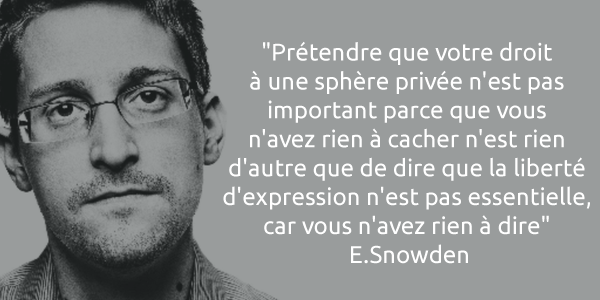 "Prétendre que votre droit
à une sphère privée n'est pas
important parce que vous
n'avez rien à cacher n'est rien
d'autre que de dire que la liberté
d'expression n'est pas essentielle,
car vous n'avez rien à dire"
E.Snowden